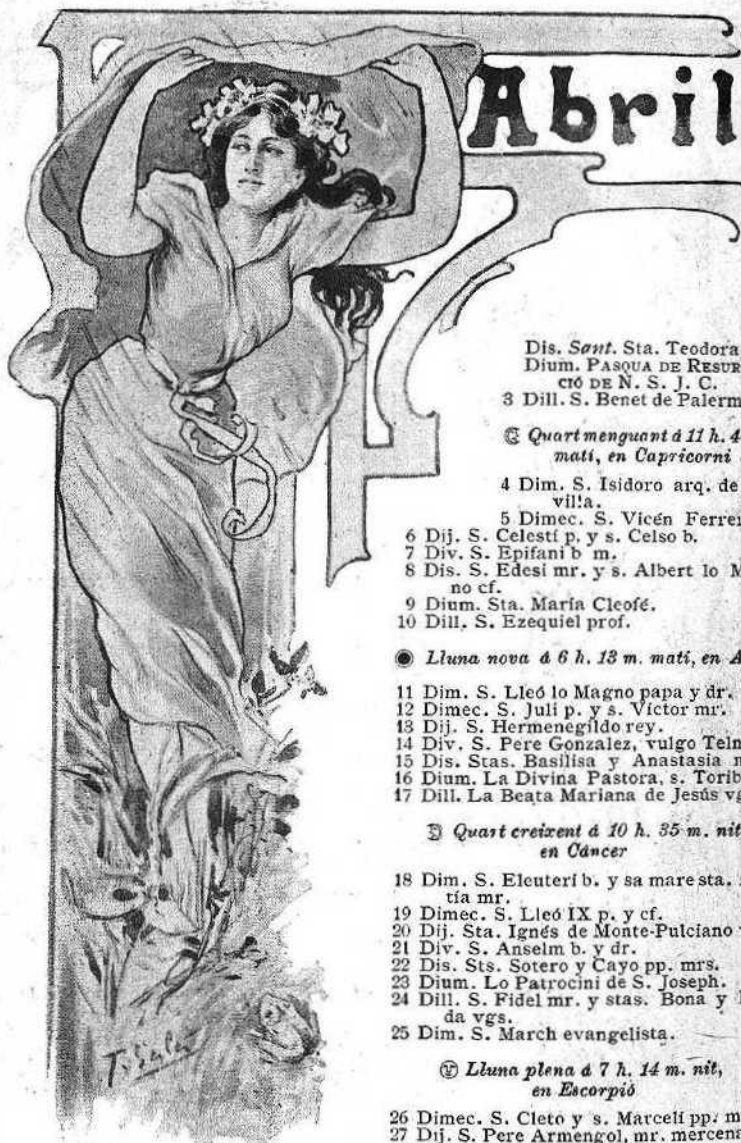 Abril
Dis. Sant. Sta. Teodora
Dium. PASQUA DE RESUR
CIÓ DE N. S. J. C.
3 Dill. S. Benet de Palerm
Quart menguant á 11 h. 4
matí, en Capricorni
4 Dim. S. Isidoro arq. de
villa.
5 Dimec. S. Vicén Ferrer
6 Dij. S. Celestí p. y s. Celso b.
7 Div. S. Epifani b m.
8 Dis. S. Edesi mr. y s. Albert lo M
no cf.
9 Dium. Sta. María Cleofé.
10 Dill. S. Ezequiel prof.
Lluna nova á 6 h. 13 m. matí, en A
11 Dim. S. Lleó lo Magno papa y dr.
12 Dimec. S. Juli p. y s. Víctor mr.
13 Dij. S. Hermenegildo rey.
14 Div. S. Pere Gonzalez, vulgo Telm
15 Dis. Stas. Basilisa y Anastasia m
16 Dium. La Divina Pastora, s. Torib
17 Dill. La Beata Mariana de Jesús vg
Quart creixent á 10 h. 35 m. nit
en Cáncer
18 Dim. S. Eleuterí b. y sa mare sta.
tía mr.
19 Dimec. S. Lleó IX p. y cf.
20 Dij. Sta. Ignés de Monte-Pulciano
21 Div. S. Anselm b. y dr.
22 Dis. Sts. Sotero y Cayo pp. mrs.
23 Dium. Lo Patrocini de S. Joseph.
24 Dill. S. Fidel mr. y stas. Bona y
da vgs.
25 Dim. S. March evangelista.
Lluna plena á 7 h. 14 m. nit,
en Escorpió
26 Dimec. S. Cleto y s. Marcelí pp. m
27 Dij. S. Pere Armengol, mr. mercena